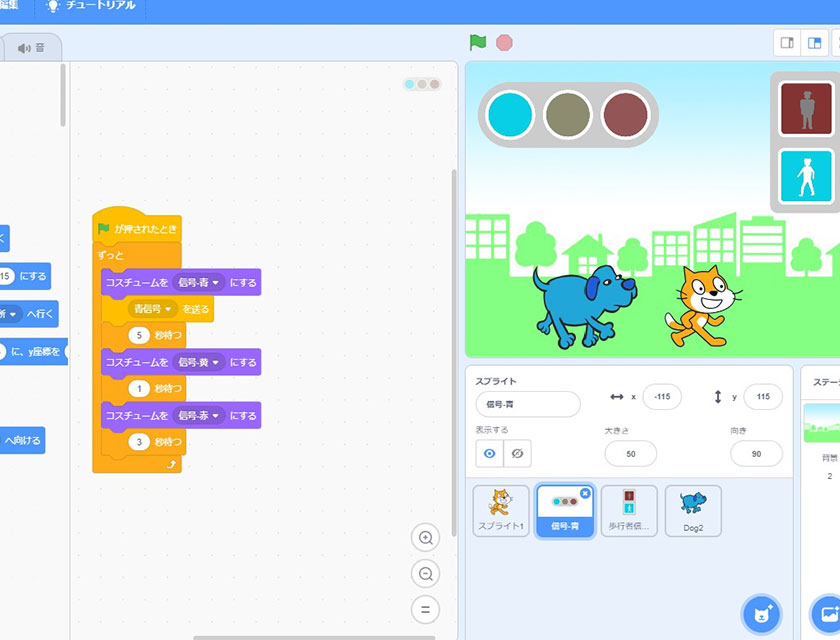 編集
チュートリアル
音
が押されたとき
ずっと
コスチュームを 信号-青 にする
青信号 を送る
5 秒待つ
コスチュームを 信号-黄 にする
1 秒待つ
コスチュームを 信号-赤 にする
3 秒待つ
15 にする
へ行く
に、y座標を
へ向ける
スプライト
信号-青
x -115
y 115
表示する
大きさ
50
向き
90
スプライト1
信号-青
歩行者信...
Dog2
ステージ
背景
2